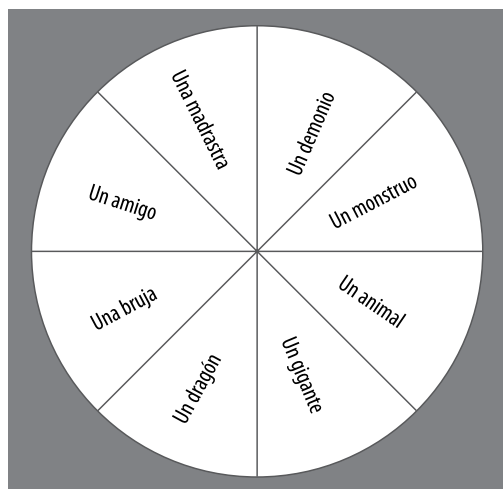 Una madrastra
Un demonio
Un monstruo
Un animal
Un gigante
Un dragón
Una bruja
Un amigo